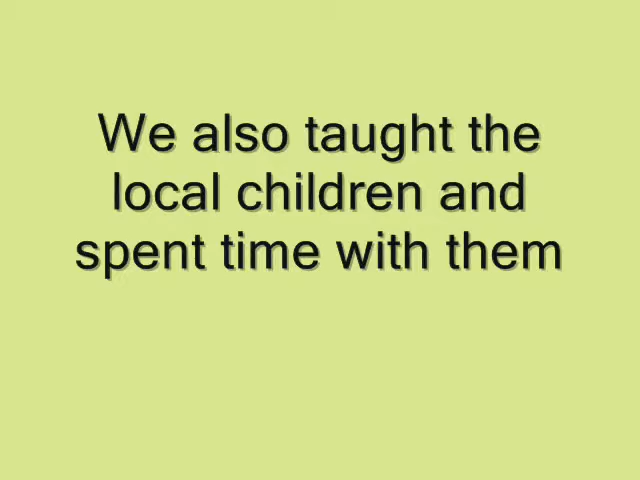 We also taught the
local children and
spent time with them